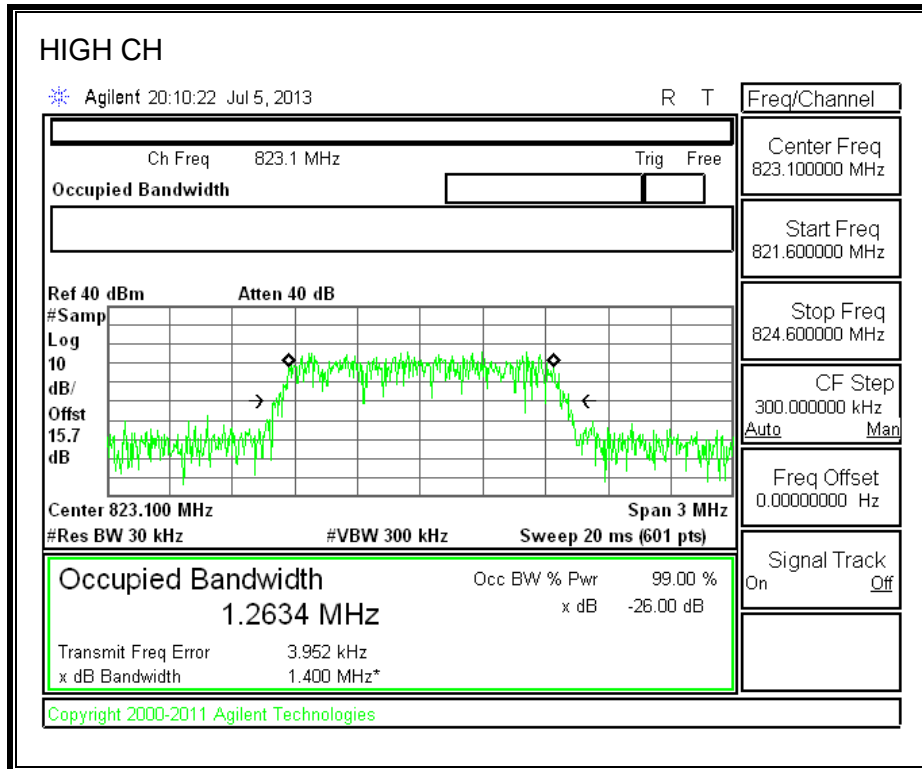 HIGH CH
Agilent 20:10:22 Jul 5, 2013 R T
Freq/Channel
Ch Freq 823.1 MHz Trig Free
Occupied Bandwidth
Center Freq
823.100000 MHz
Start Freq
821.600000 MHz
Stop Freq
824.600000 MHz
CF Step
300.000000 kHz
Auto Man
Freq Offset
0.00000000 Hz
Signal Track
On Off
Ref 40 dBm Atten 40 dB
#Samp
Log
10
dB/
Offst
15.7
dB
Center 823.100 MHz Span 3 MHz
#Res BW 30 kHz #VBW 300 kHz Sweep 20 ms (601 pts)
Occupied Bandwidth Occ BW % Pwr 99.00 %
1.2634 MHz x dB -26.00 dB
Transmit Freq Error 3.952 kHz
x dB Bandwidth 1.400 MHz*
Copyright 2000-2011 Agilent Technologies